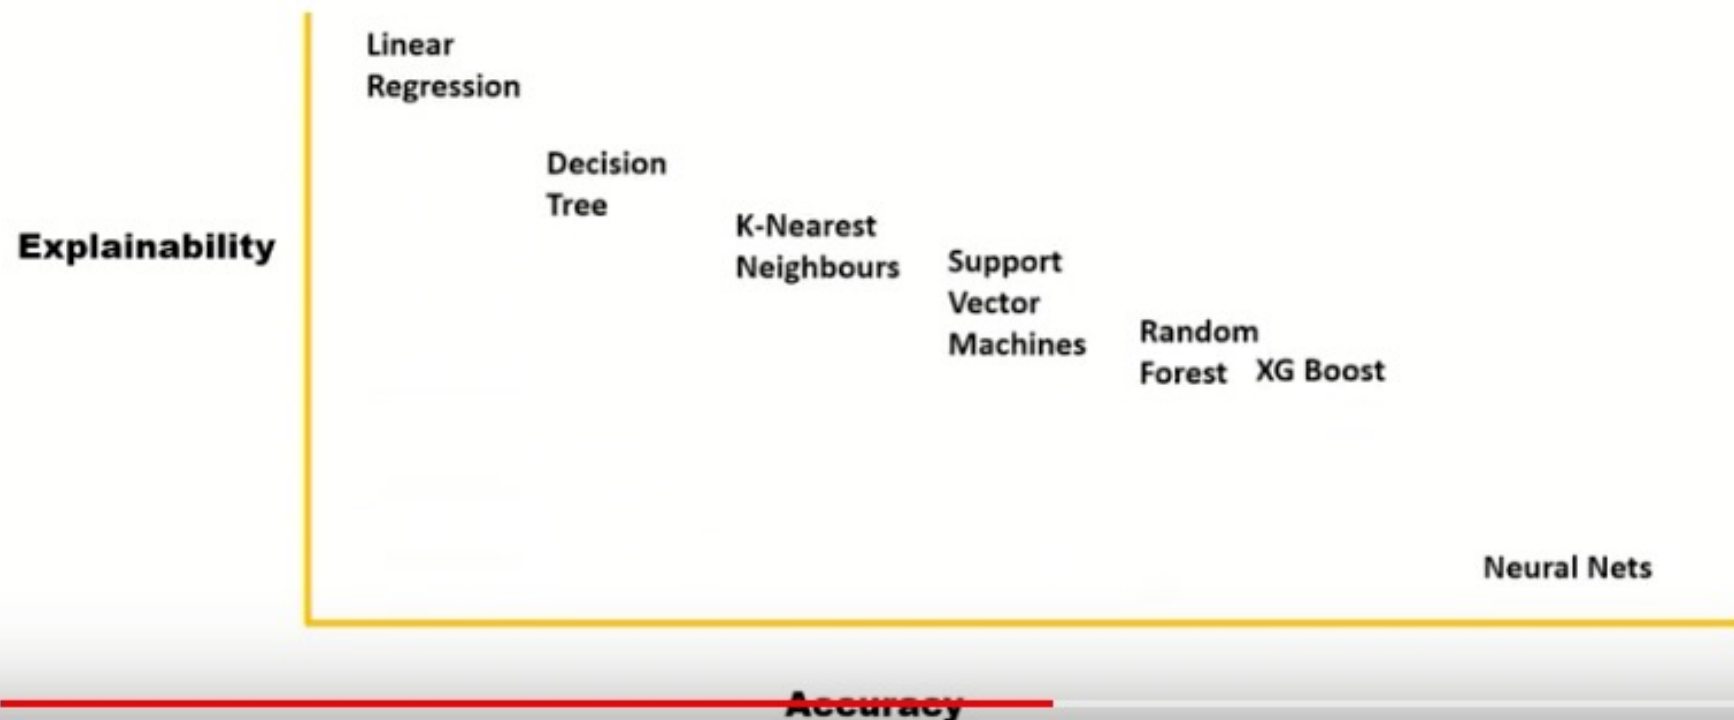 Linear
Regression
Decision
Tree
Explainability
K-Nearest
Neighbours
Support
Vector
Machines
Random
Forest
XG Boost
Neural Nets
Accuracy